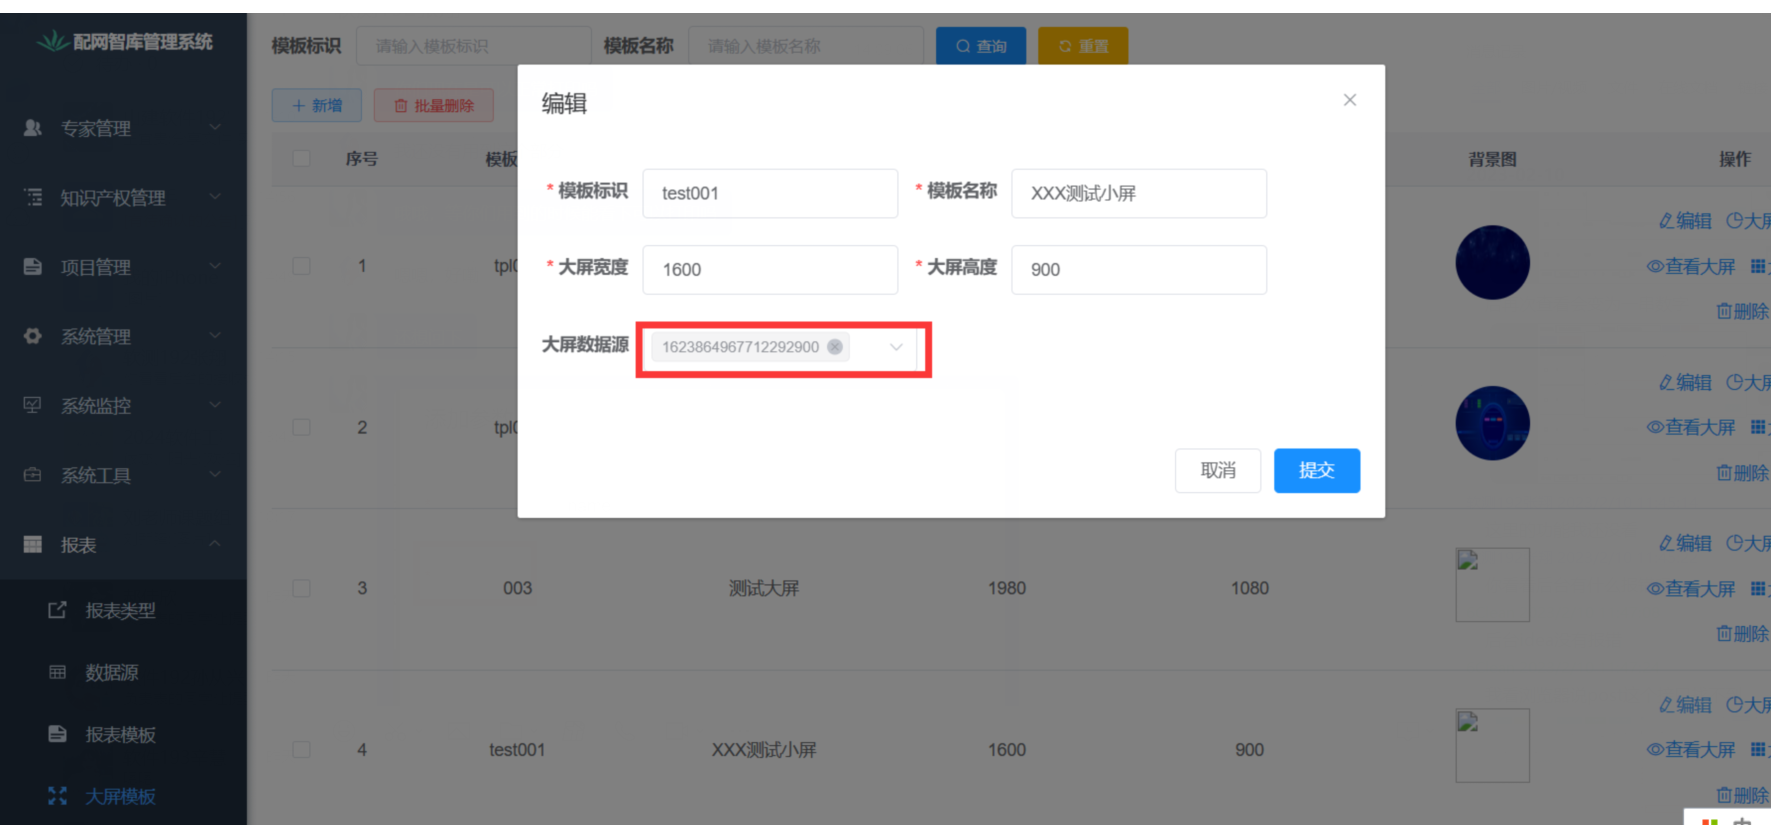 配网智库管理系统
模板标识 请输入模板标识 模板名称 请输入模板名称 查询 重置
新增 批量删除
编辑
专家管理
序号 模板 背景图 操作
知识产权管理
* 模板标识 test001 * 模板名称 XXX测试小屏
编辑 大屏
项目管理
1 tpl * 大屏宽度 1600 * 大屏高度 900 查看大屏
删除
系统管理
大屏数据源 1623864967712292900
编辑 大屏
系统监控
2 tpl 查看大屏
系统工具
取消 提交
删除
报表
编辑 大屏
3 003 测试大屏 1980 1080 查看大屏
报表类型
删除
数据源
编辑 大屏
报表模板
4 test001 XXX测试小屏 1600 900 查看大屏
大屏模板
删除